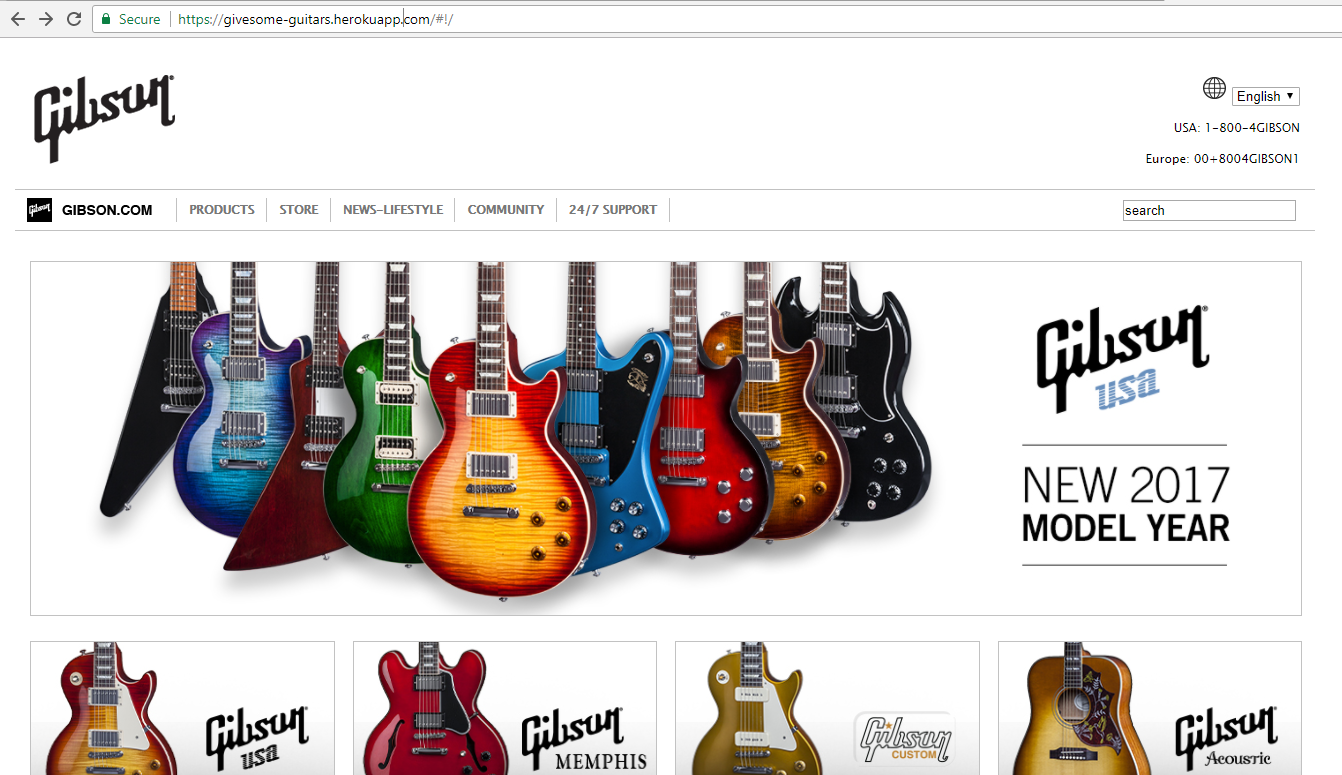 Secure https://givesome-guitars.herokuapp.com/#!/
Gibson
English
USA: 1-800-4GIBSON
Europe: 00+8004GIBSON1
Gibson GIBSON.COM PRODUCTS STORE NEWS-LIFESTYLE COMMUNITY 24/7 SUPPORT search
Gibson
usa
NEW 2017
MODEL YEAR
Gibson
usa
Gibson
MEMPHIS
Gibson
CUSTOM
Gibson
Acoustic